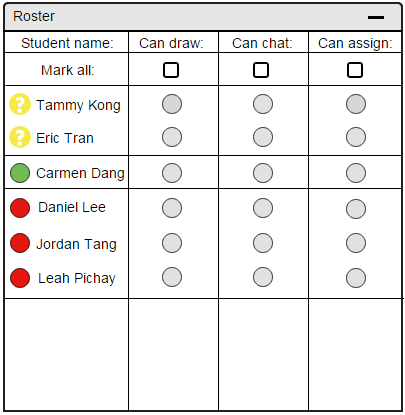 Roster
Student name: Can draw: Can chat: Can assign:
Mark all:
? Tammy Kong
? Eric Tran
Carmen Dang
Daniel Lee
Jordan Tang
Leah Pichay